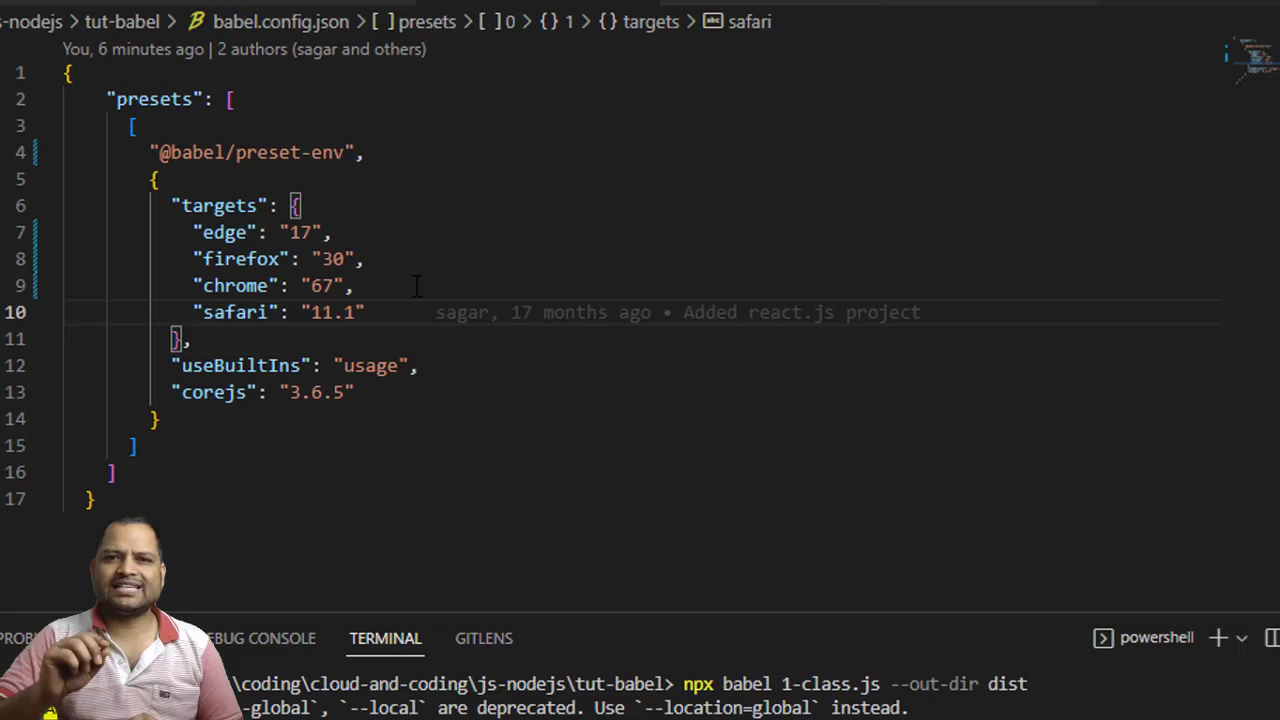 s-nodejs > tut-babel > babel.config.json > [ ] presets > [ ] 0 > {} 1 > {} targets > abc safari
You, 6 minutes ago | 2 authors (sagar and others)
1 {
2 "presets": [
3 [
4 "@babel/preset-env",
5 {
6 "targets": {
7 "edge": "17",
8 "firefox": "30",
9 "chrome": "67",
10 "safari": "11.1" sagar, 17 months ago • Added react.js project
11 },
12 "useBuiltIns": "usage",
13 "corejs": "3.6.5"
14 }
15 ]
16 ]
17 }
PROB EBUG CONSOLE TERMINAL GITLENS powershell
\coding\cloud-and-coding\js-nodejs\tut-babel> npx babel 1-class.js --out-dir dist
-global`, `--local` are deprecated. Use `--location=global` instead.